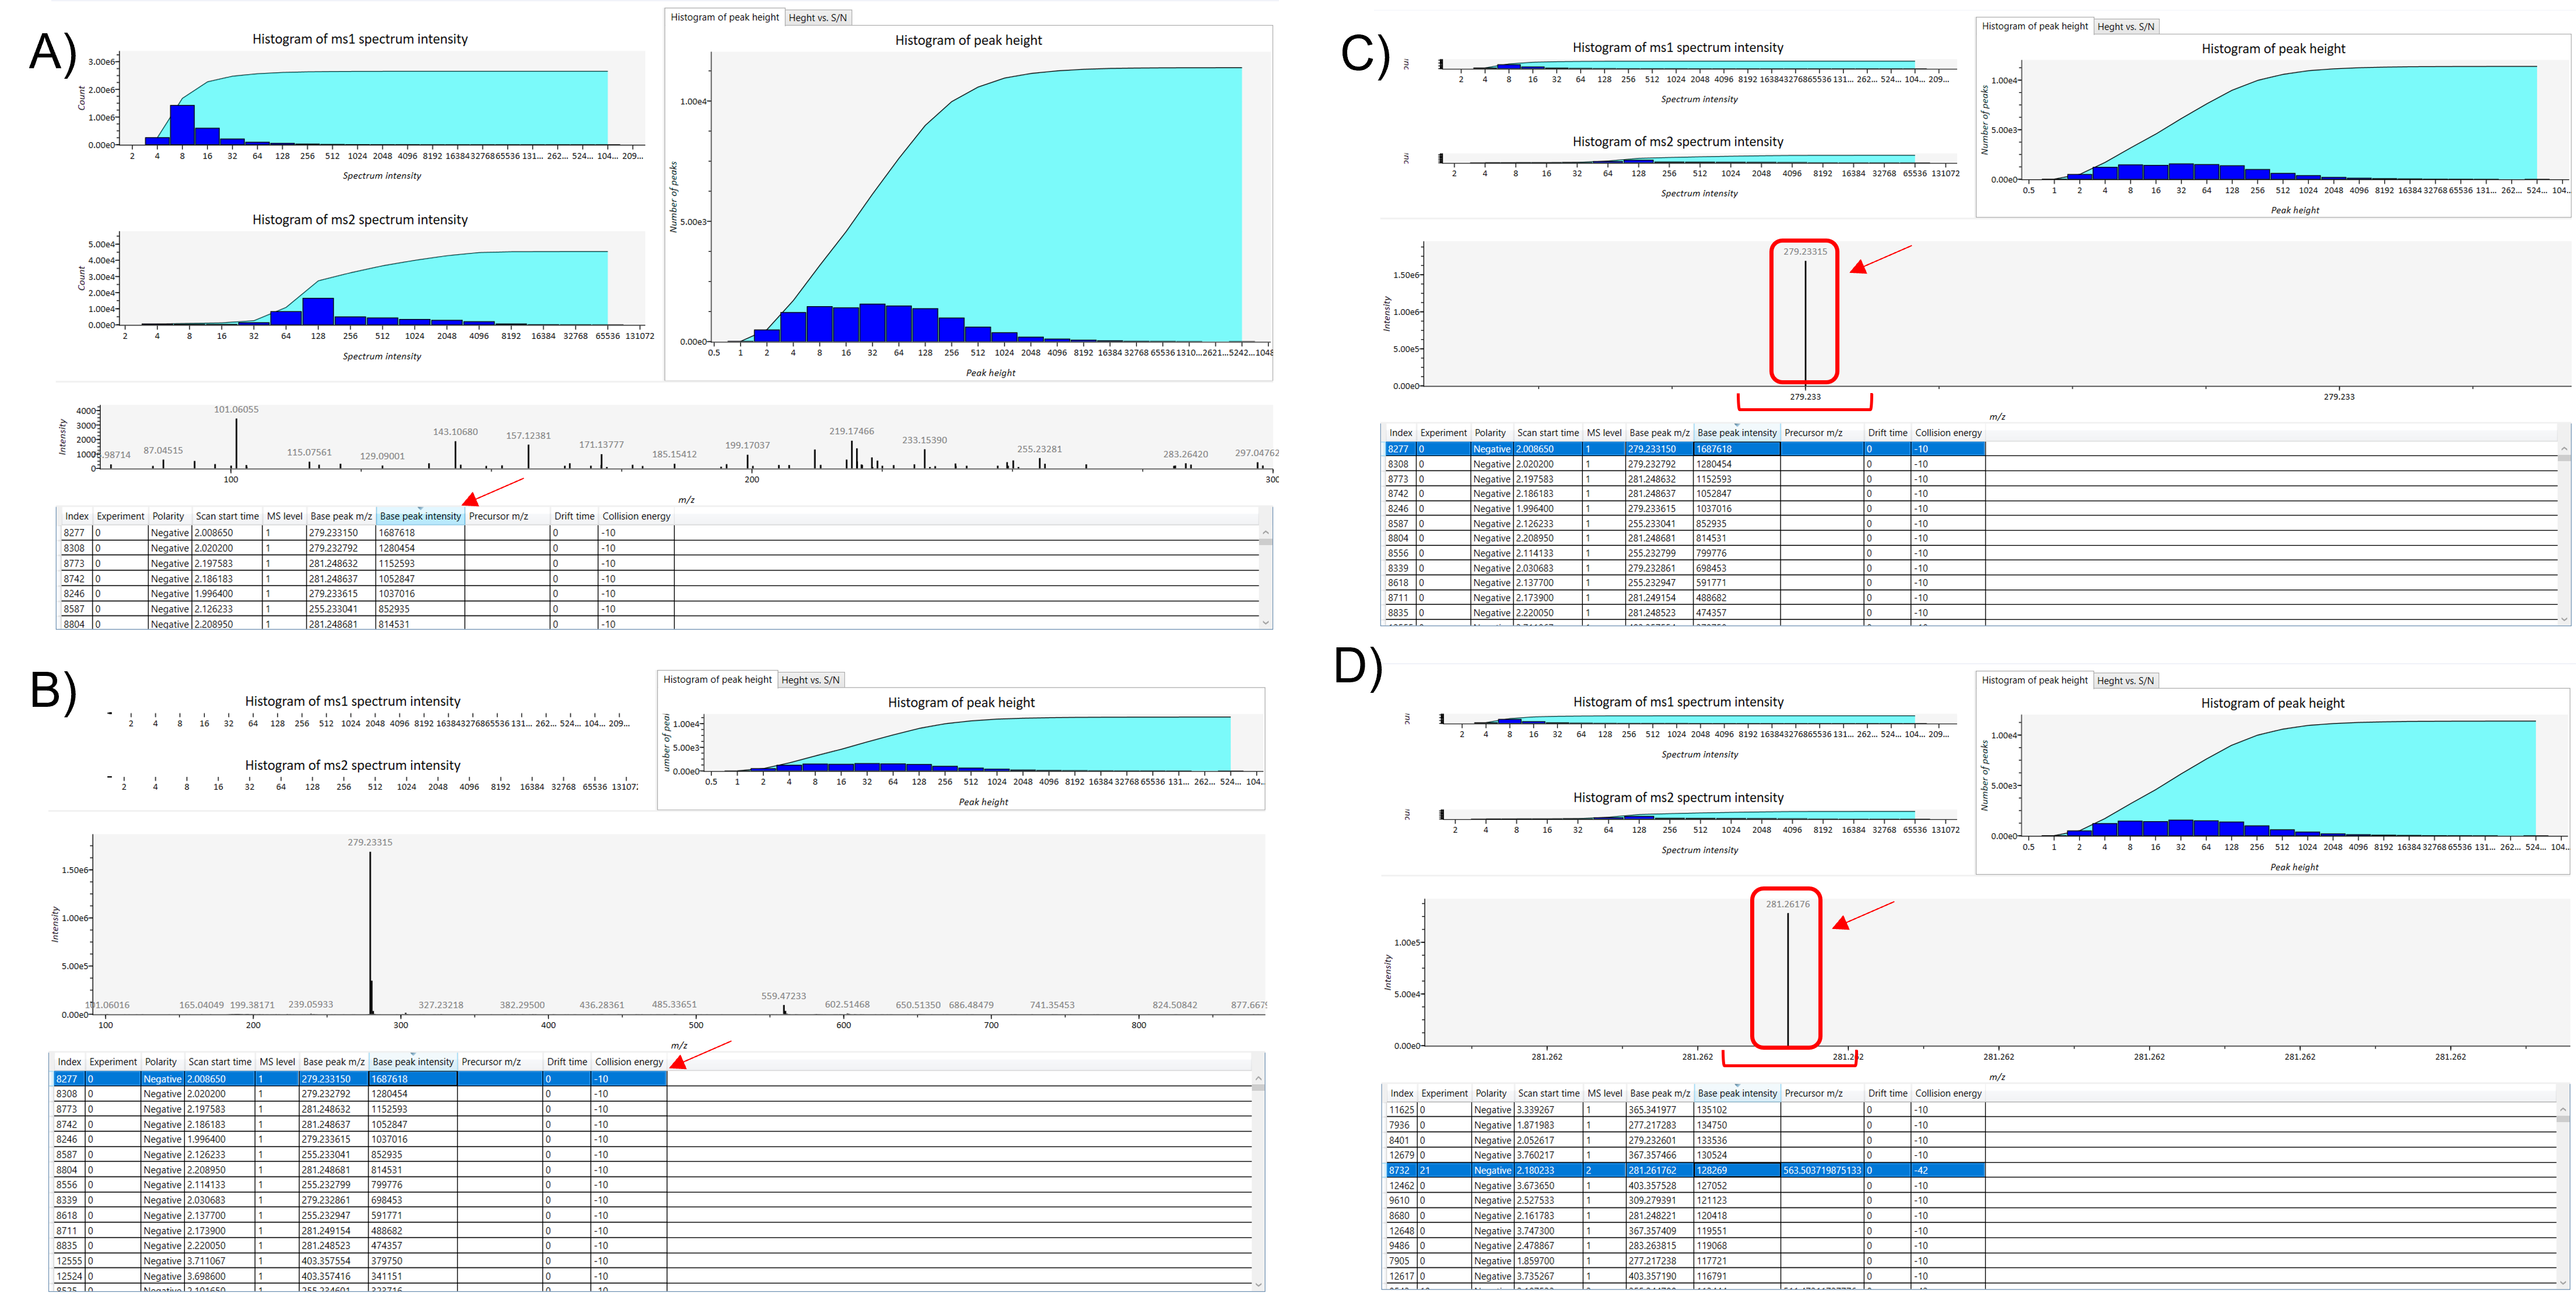 A)
Histogram of ms1 spectrum intensity
3.00e6
2.00e6
1.00e6
0.00e0
Count
2 4 8 16 32 64 128 256 512 1024 2048 4096 8192 16384 32768 65536 131... 262... 524... 104... 209...
Spectrum intensity
Histogram of ms2 spectrum intensity
5.00e4
4.00e4
3.00e4
2.00e4
1.00e4
0.00e0
Count
2 4 8 16 32 64 128 256 512 1024 2048 4096 8192 16384 32768 65536 131072
Spectrum intensity
Histogram of peak height Heght vs. S/N
Histogram of peak height
1.00e4
5.00e3
0.00e0
Number of peaks
0.5 1 2 4 8 16 32 64 128 256 512 1024 2048 4096 8192 16384 32768 65536 1310... 2621... 5242... 1048
Peak height
4000
3000
2000
1000
0
Intensity
.98714 87.04515 101.06055 115.07561 129.09001 143.10680 157.12381 171.13777 185.15412 199.17037 219.17466 233.15390 255.23281 283.26420 297.04762
100 200 300
m/z
Index Experiment Polarity Scan start time MS level Base peak m/z Base peak intensity Precursor m/z Drift time Collision energy
8277 0 Negative 2.008650 1 279.233150 1687618 0 -10
8308 0 Negative 2.020200 1 279.232792 1280454 0 -10
8773 0 Negative 2.197583 1 281.248632 1152593 0 -10
8742 0 Negative 2.186183 1 281.248637 1052847 0 -10
8246 0 Negative 1.996400 1 279.233615 1037016 0 -10
8587 0 Negative 2.126233 1 255.233041 852935 0 -10
8804 0 Negative 2.208950 1 281.248681 814531 0 -10
B)
Histogram of ms1 spectrum intensity
2 4 8 16 32 64 128 256 512 1024 2048 4096 8192 16384 32768 65536 131... 262... 524... 104... 209...
Histogram of ms2 spectrum intensity
2 4 8 16 32 64 128 256 512 1024 2048 4096 8192 16384 32768 65536 13107
Histogram of peak height Heght vs. S/N
Histogram of peak height
1.00e4
5.00e3
0.00e0
umber of peal
0.5 1 2 4 8 16 32 64 128 256 512 1024 2048 4096 8192 16384 32768 65536 131... 262... 524... 104...
Peak height
1.50e6
1.00e6
5.00e5
0.00e0
Intensity
279.23315
101.06016 165.04049 199.38171 239.05933 327.23218 382.29500 436.28361 485.33651 559.47233 602.51468 650.51350 686.48479 741.35453 824.50842 877.667
100 200 300 400 500 600 700 800
m/z
Index Experiment Polarity Scan start time MS level Base peak m/z Base peak intensity Precursor m/z Drift time Collision energy
8277 0 Negative 2.008650 1 279.233150 1687618 0 -10
8308 0 Negative 2.020200 1 279.232792 1280454 0 -10
8773 0 Negative 2.197583 1 281.248632 1152593 0 -10
8742 0 Negative 2.186183 1 281.248637 1052847 0 -10
8246 0 Negative 1.996400 1 279.233615 1037016 0 -10
8587 0 Negative 2.126233 1 255.233041 852935 0 -10
8804 0 Negative 2.208950 1 281.248681 814531 0 -10
8556 0 Negative 2.114133 1 255.232799 799776 0 -10
8339 0 Negative 2.030683 1 279.232861 698453 0 -10
8618 0 Negative 2.137700 1 255.232947 591771 0 -10
8711 0 Negative 2.173900 1 281.249154 488682 0 -10
8835 0 Negative 2.220050 1 281.248523 474357 0 -10
12555 0 Negative 3.711067 1 403.357554 379750 0 -10
12524 0 Negative 3.698600 1 403.357416 341151 0 -10
C)
Histogram of ms1 spectrum intensity
2 4 8 16 32 64 128 256 512 1024 2048 4096 8192 16384 32768 65536 131... 262... 524... 104... 209...
Spectrum intensity
Histogram of ms2 spectrum intensity
2 4 8 16 32 64 128 256 512 1024 2048 4096 8192 16384 32768 65536 131072
Spectrum intensity
Histogram of peak height Heght vs. S/N
Histogram of peak height
1.00e4
5.00e3
0.00e0
Number of peaks
0.5 1 2 4 8 16 32 64 128 256 512 1024 2048 4096 8192 16384 32768 65536 131... 262... 524... 104..
Peak height
1.50e6
1.00e6
5.00e5
0.00e0
Intensity
279.23315
279.233 279.233
m/z
Index Experiment Polarity Scan start time MS level Base peak m/z Base peak intensity Precursor m/z Drift time Collision energy
8277 0 Negative 2.008650 1 279.233150 1687618 0 -10
8308 0 Negative 2.020200 1 279.232792 1280454 0 -10
8773 0 Negative 2.197583 1 281.248632 1152593 0 -10
8742 0 Negative 2.186183 1 281.248637 1052847 0 -10
8246 0 Negative 1.996400 1 279.233615 1037016 0 -10
8587 0 Negative 2.126233 1 255.233041 852935 0 -10
8804 0 Negative 2.208950 1 281.248681 814531 0 -10
8556 0 Negative 2.114133 1 255.232799 799776 0 -10
8339 0 Negative 2.030683 1 279.232861 698453 0 -10
8618 0 Negative 2.137700 1 255.232947 591771 0 -10
8711 0 Negative 2.173900 1 281.249154 488682 0 -10
8835 0 Negative 2.220050 1 281.248523 474357 0 -10
D)
Histogram of ms1 spectrum intensity
2 4 8 16 32 64 128 256 512 1024 2048 4096 8192 16384 32768 65536 131... 262... 524... 104... 209...
Spectrum intensity
Histogram of ms2 spectrum intensity
2 4 8 16 32 64 128 256 512 1024 2048 4096 8192 16384 32768 65536 131072
Spectrum intensity
Histogram of peak height Heght vs. S/N
Histogram of peak height
1.00e4
5.00e3
0.00e0
Number of peaks
0.5 1 2 4 8 16 32 64 128 256 512 1024 2048 4096 8192 16384 32768 65536 131... 262... 524... 104.
Peak height
1.00e5
5.00e4
0.00e0
Intensity
281.26176
281.262 281.262 281.262 281.262 281.262 281.262 281.262
m/z
Index Experiment Polarity Scan start time MS level Base peak m/z Base peak intensity Precursor m/z Drift time Collision energy
11625 0 Negative 3.339267 1 365.341977 135102 0 -10
7936 0 Negative 1.871983 1 277.217283 134750 0 -10
8401 0 Negative 2.052617 1 279.232601 133536 0 -10
12679 0 Negative 3.760217 1 367.357466 130524 0 -10
8732 21 Negative 2.180233 2 281.261762 128269 563.503719875133 0 -42
12462 0 Negative 3.673650 1 403.357528 127052 0 -10
9610 0 Negative 2.527533 1 309.279391 121123 0 -10
8680 0 Negative 2.161783 1 281.248221 120418 0 -10
12648 0 Negative 3.747300 1 367.357409 119551 0 -10
9486 0 Negative 2.478867 1 283.263815 119068 0 -10
7905 0 Negative 1.859700 1 277.217238 117721 0 -10
12617 0 Negative 3.735267 1 403.357190 116791 0 -10